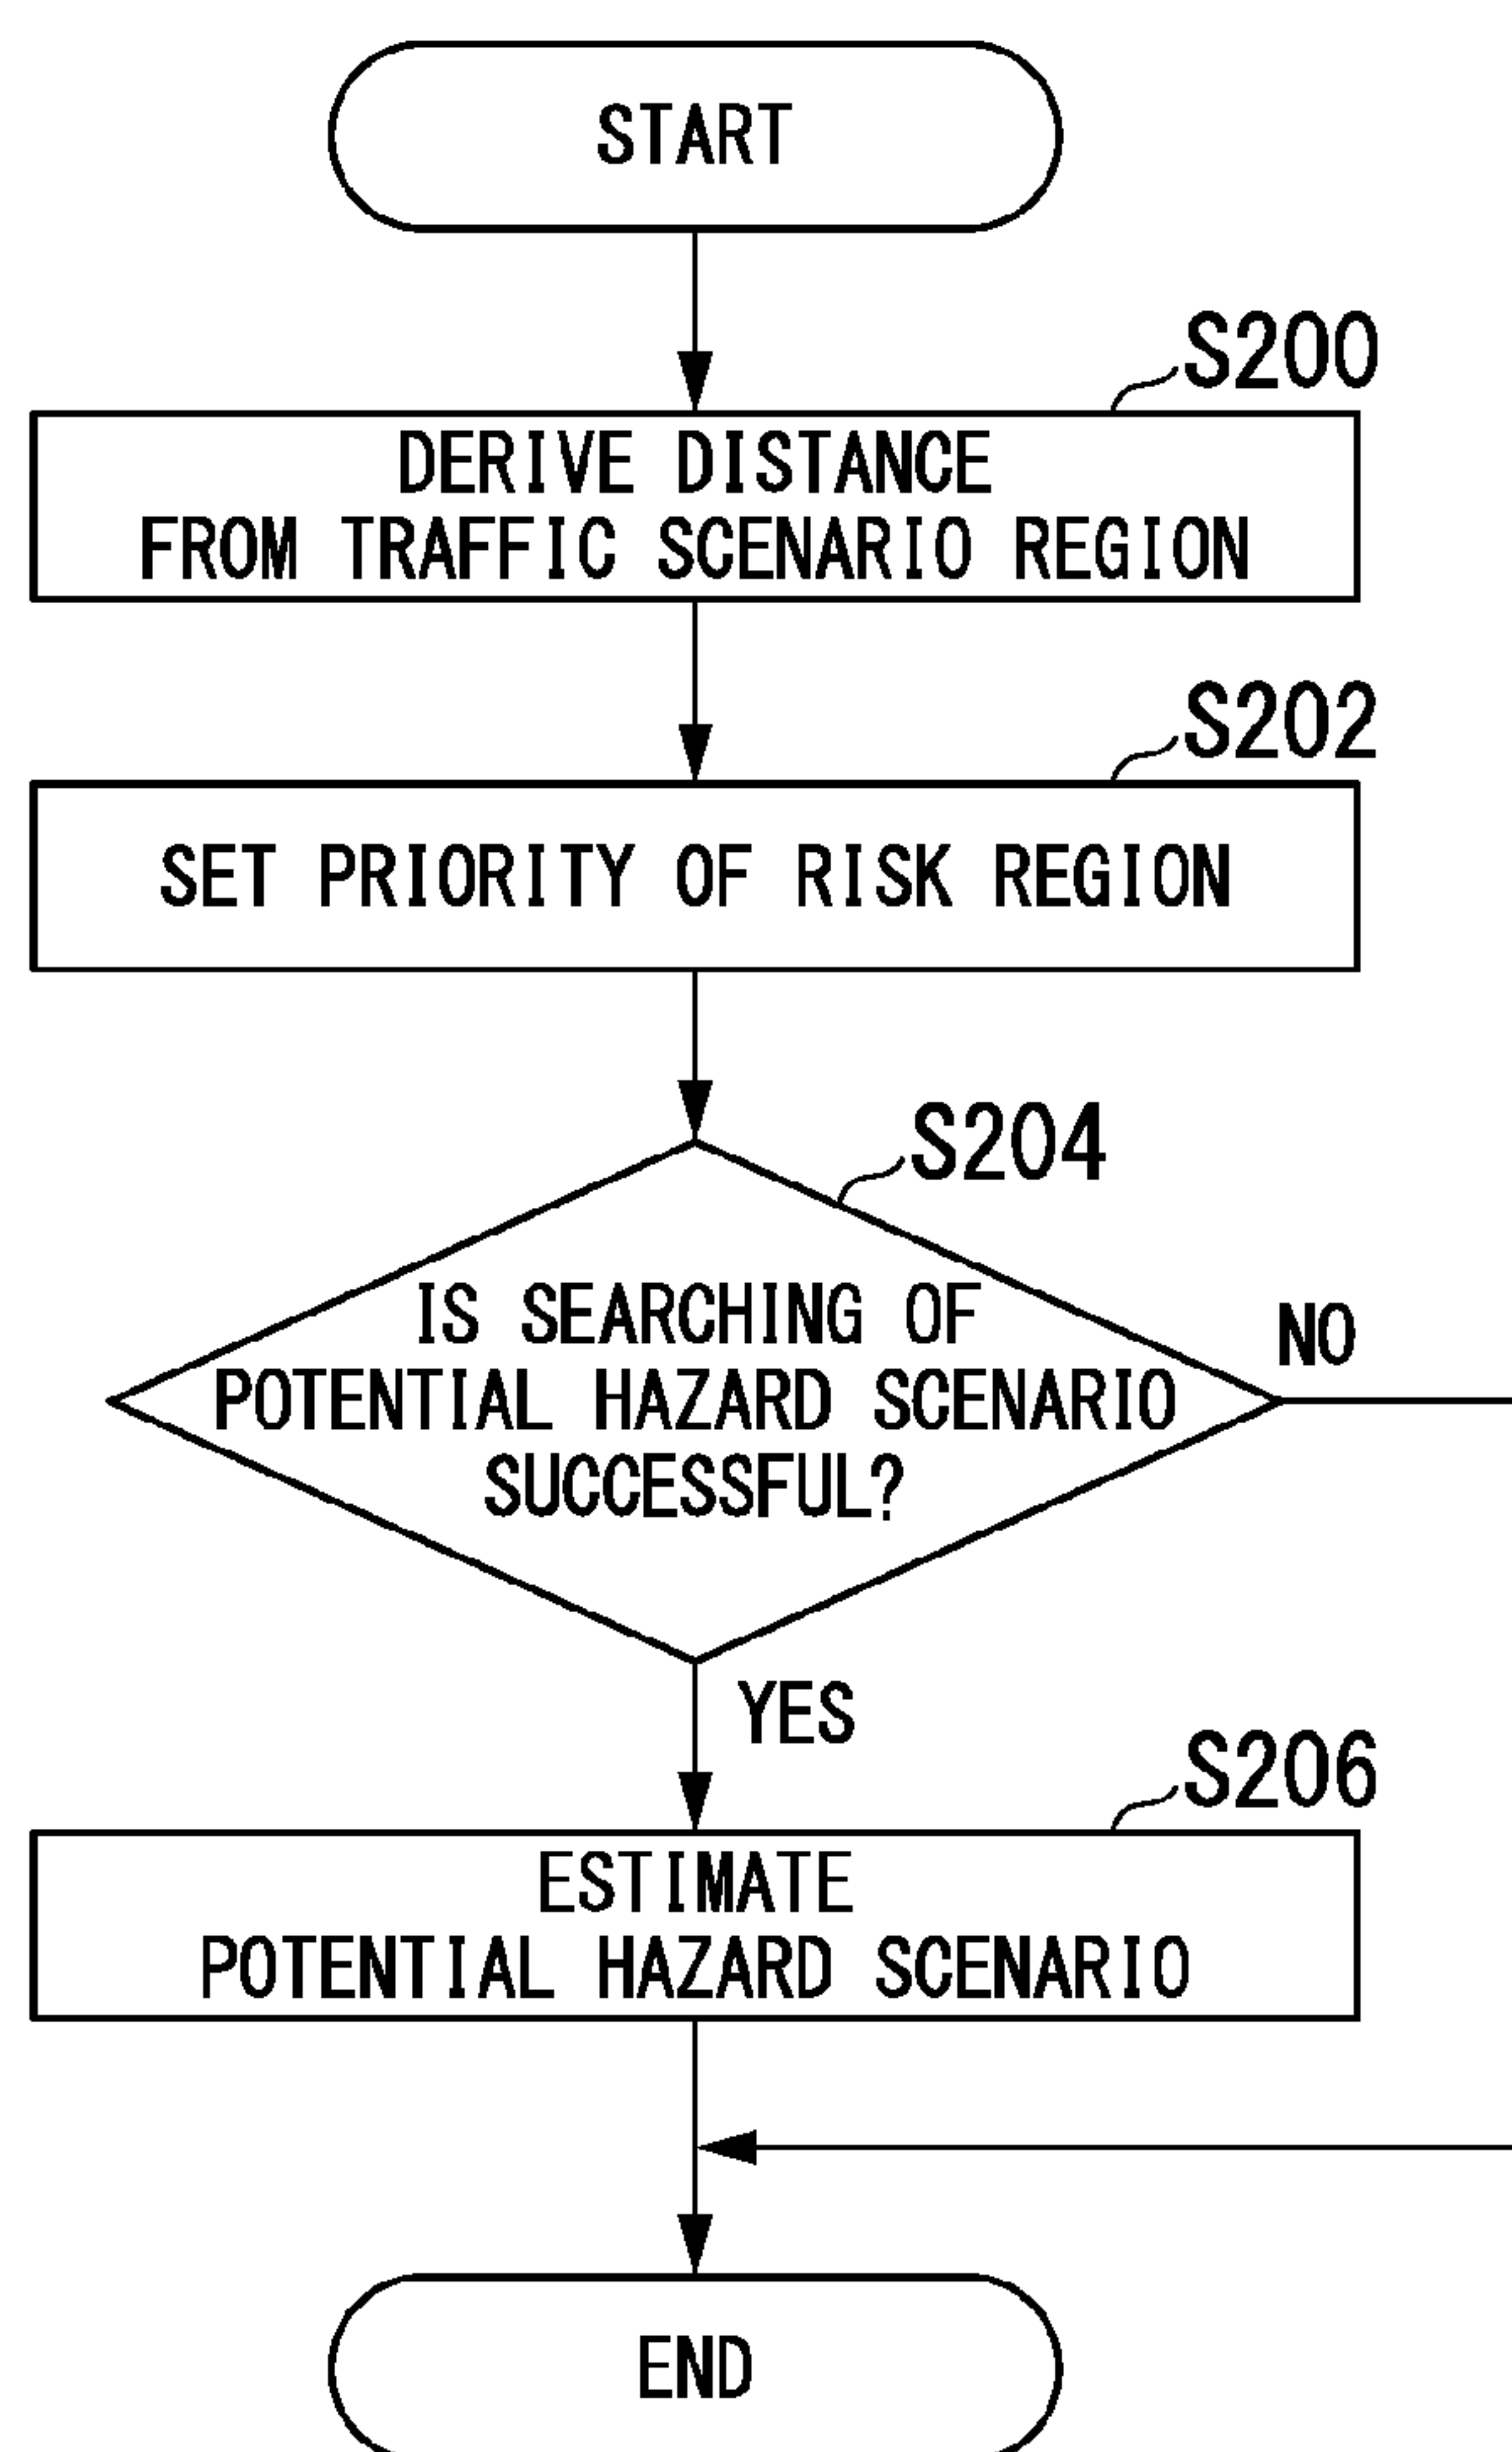 START
S200
DERIVE DISTANCE
FROM TRAFFIC SCENARIO REGION
S202
SET PRIORITY OF RISK REGION
S204
IS SEARCHING OF
POTENTIAL HAZARD SCENARIO
SUCCESSFUL?
NO
YES
S206
ESTIMATE
POTENTIAL HAZARD SCENARIO
END